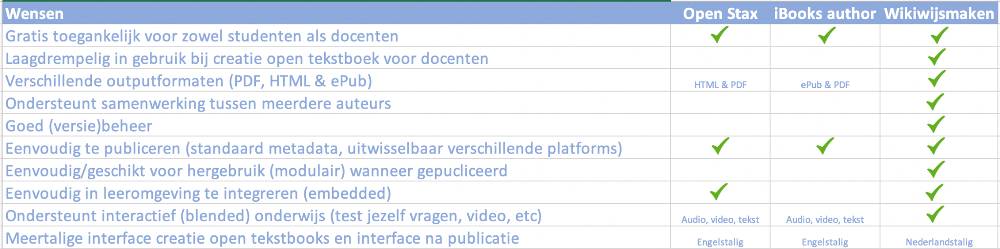 Wensen Open Stax iBooks author Wikiwijsmaken
Gratis toegankelijk voor zowel studenten als docenten
Laagdrempelig in gebruik bij creatie open tekstboek voor docenten
Verschillende outputformaten (PDF, HTML & ePub) HTML & PDF ePub & PDF
Ondersteunt samenwerking tussen meerdere auteurs
Goed (versie)beheer
Eenvoudig te publiceren (standaard metadata, uitwisselbaar verschillende platforms)
Eenvoudig/geschikt voor hergebruik (modulair) wanneer gepucliceerd
Eenvoudig in leeromgeving te integreren (embedded)
Ondersteunt interactief (blended) onderwijs (test jezelf vragen, video, etc) Audio, video, tekst Audio, video, tekst
Meertalige interface creatie open tekstbooks en interface na publicatie Engelstalig Engelstalig Nederlandstalig